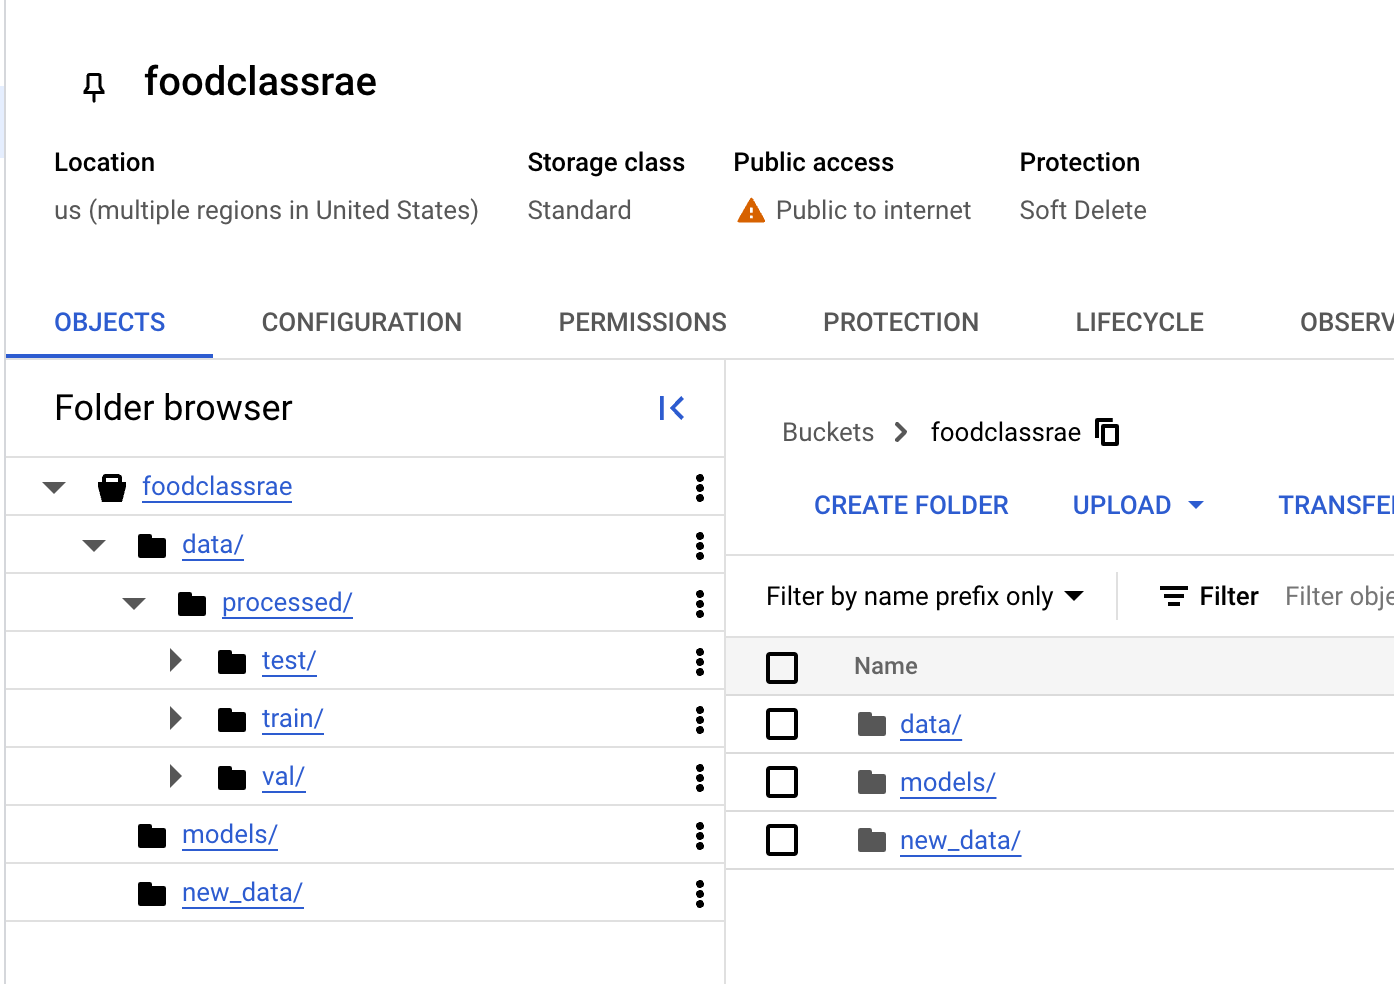 foodclassrae
Location Storage class Public access Protection
us (multiple regions in United States) Standard Public to internet Soft Delete
OBJECTS CONFIGURATION PERMISSIONS PROTECTION LIFECYCLE OBSERV
Folder browser
foodclassrae
data/
processed/
test/
train/
val/
models/
new_data/
Buckets foodclassrae
CREATE FOLDER UPLOAD TRANSFE
Filter by name prefix only Filter Filter obje
Name
data/
models/
new_data/